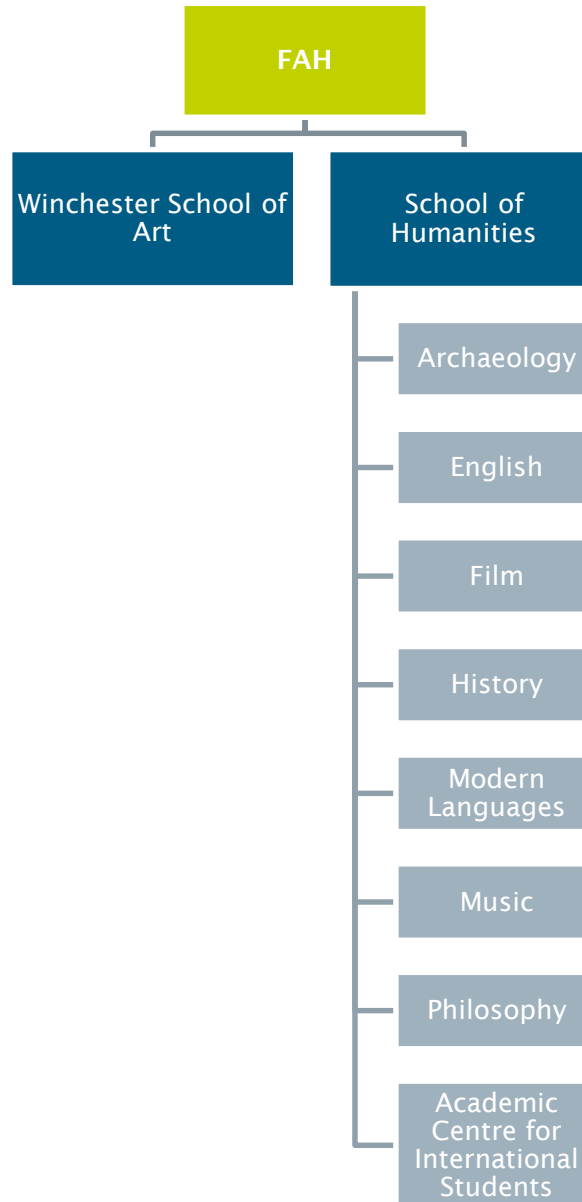 FAH
Winchester School of
Art
School of
Humanities
Archaeology
English
Film
History
Modern
Languages
Music
Philosophy
Academic
Centre for
International
Students